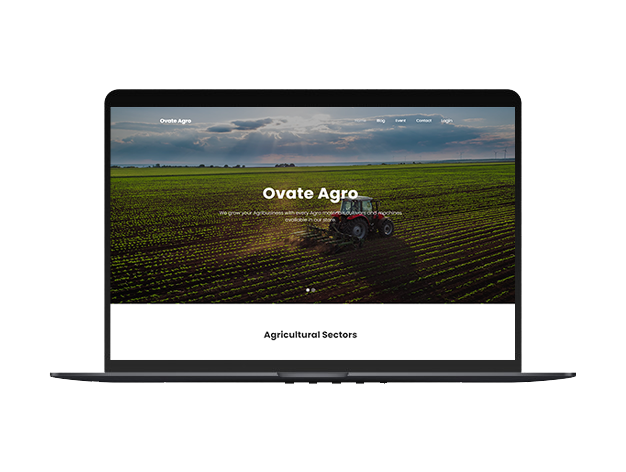 Ovate Agro
Home Blog Event Contact Login
Ovate Agro
We grow your Agribusiness with every Agro materials, cultivars and machines
available in our store.
Agricultural Sectors